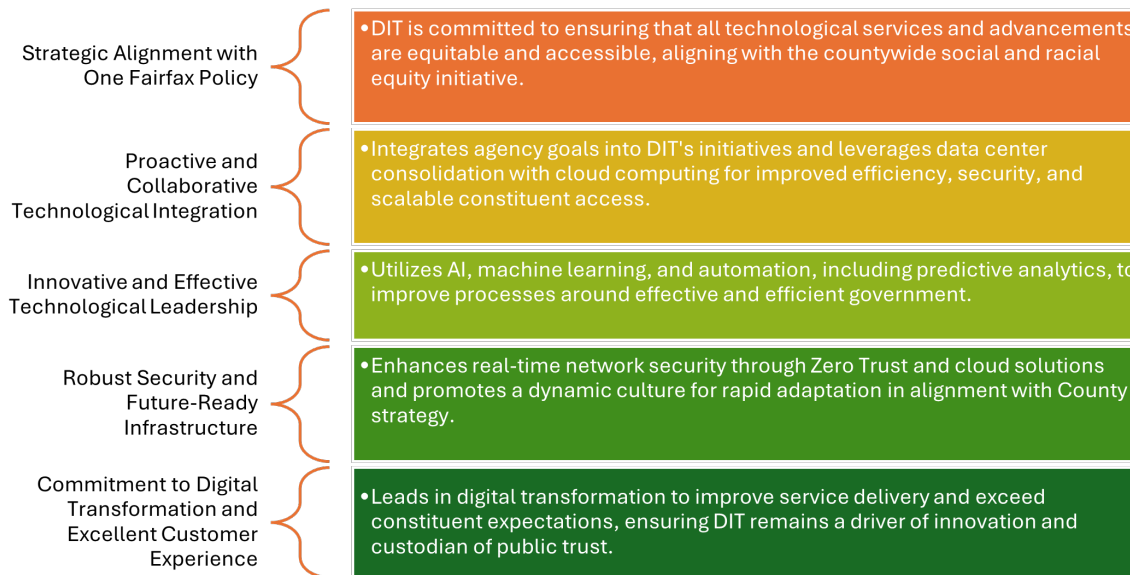 Strategic Alignment with
One Fairfax Policy
•DIT is committed to ensuring that all technological services and advancements
are equitable and accessible, aligning with the countywide social and racial
equity initiative.
Proactive and
Collaborative
Technological Integration
•Integrates agency goals into DIT's initiatives and leverages data center
consolidation with cloud computing for improved efficiency, security, and
scalable constituent access.
Innovative and Effective
Technological Leadership
•Utilizes AI, machine learning, and automation, including predictive analytics, to
improve processes around effective and efficient government.
Robust Security and
Future-Ready
Infrastructure
•Enhances real-time network security through Zero Trust and cloud solutions
and promotes a dynamic culture for rapid adaptation in alignment with County
strategy.
Commitment to Digital
Transformation and
Excellent Customer
Experience
•Leads in digital transformation to improve service delivery and exceed
constituent expectations, ensuring DIT remains a driver of innovation and
custodian of public trust.